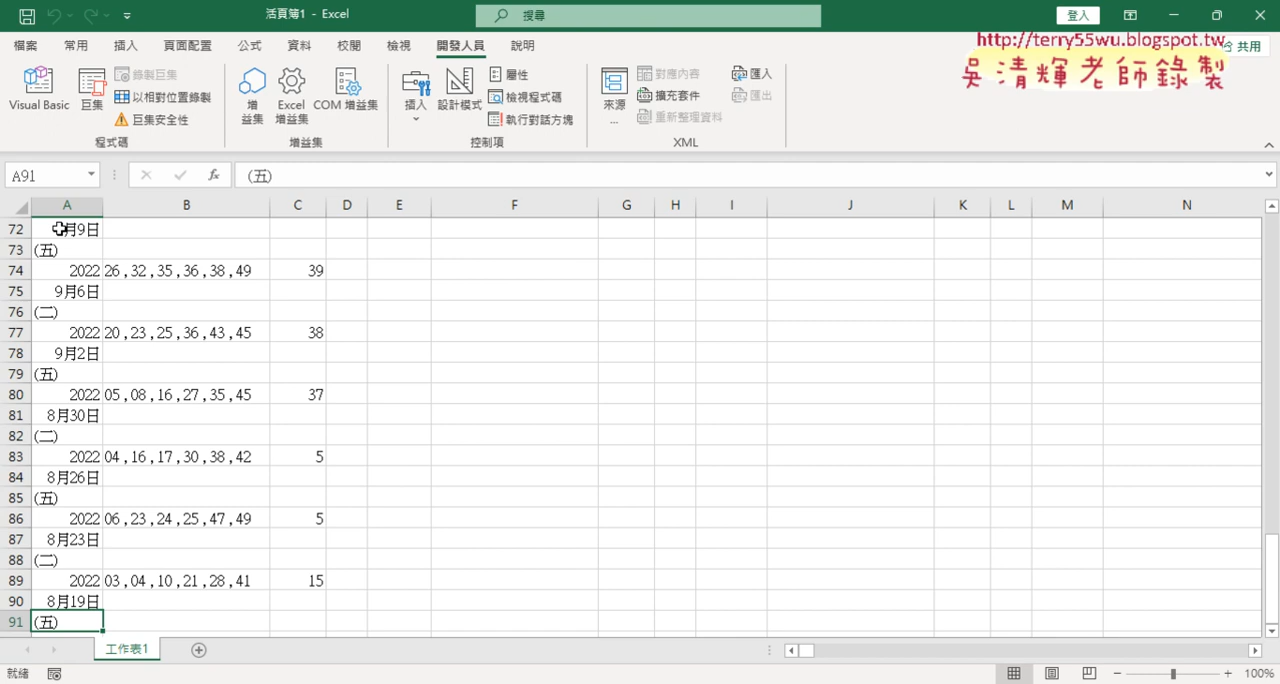 活頁簿1 - Excel
搜尋
登入
檔案 常用 插入 頁面配置 公式 資料 校閱 檢視 開發人員 說明
共用
http://terry55wu.blogspot.tw
吳清輝老師錄製
Visual Basic
巨集
錄製巨集
以相對位置錄製
巨集安全性
程式碼
增益集
Excel 增益集
COM 增益集
增益集
插入
設計模式
屬性
檢視程式碼
執行對話方塊
控制項
來源
...
對應內容
擴充套件
重新整理資料
匯入
匯出
XML
A91
fx
(五)
A B C D E F G H I J K L M N
72 月9日
73 (五)
74 2022 26,32,35,36,38,49 39
75 9月6日
76 (二)
77 2022 20,23,25,36,43,45 38
78 9月2日
79 (五)
80 2022 05,08,16,27,35,45 37
81 8月30日
82 (二)
83 2022 04,16,17,30,38,42 5
84 8月26日
85 (五)
86 2022 06,23,24,25,47,49 5
87 8月23日
88 (二)
89 2022 03,04,10,21,28,41 15
90 8月19日
91 (五)
工作表1
就緒
100%